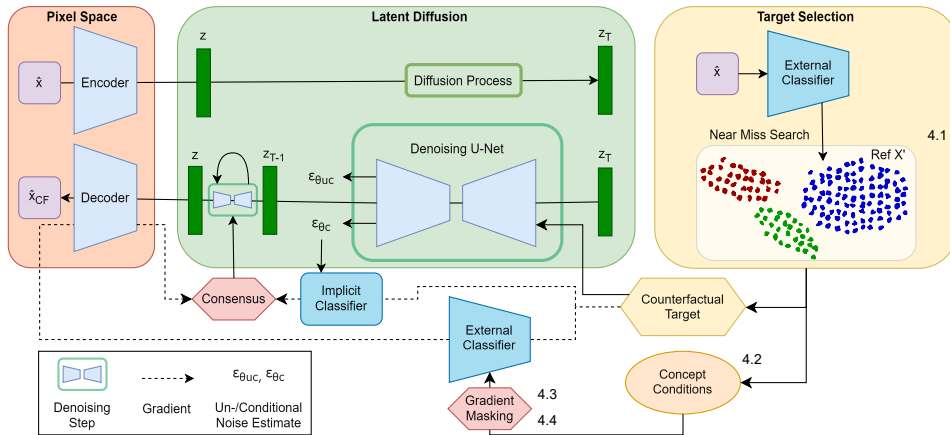 Pixel Space
Latent Diffusion
Target Selection
x̂
Encoder
z
Diffusion Process
z_T
x̂
External
Classifier
4.1
Near Miss Search
Ref X'
x̂_CF
Decoder
z
z_T-1
Denoising U-Net
ε_θuc
ε_θc
z_T
Consensus
Implicit
Classifier
External
Classifier
Counterfactual
Target
4.2
Concept
Conditions
Gradient
Masking
4.3
4.4
ε_θuc, ε_θc
Denoising
Step
Gradient
Un-/Conditional
Noise Estimate